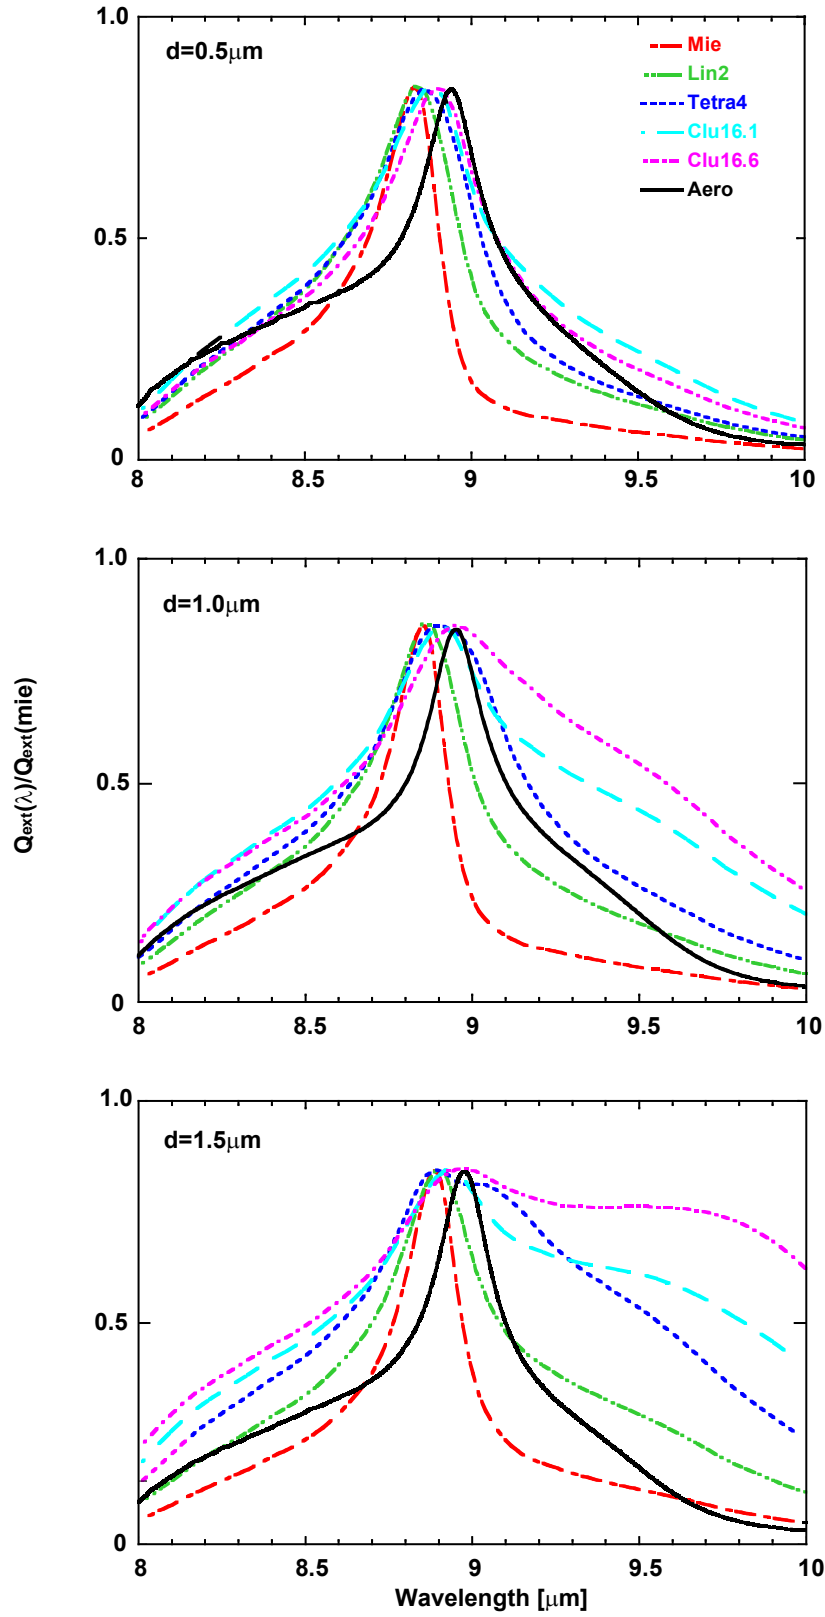 1.0
d=0.5μm
Mie
Lin2
Tetra4
Clu16.1
Clu16.6
Aero
0.5
0
8 8.5 9 9.5 10
1.0
d=1.0μm
0.5
0
8 8.5 9 9.5 10
Qext(λ)/Qext(mie)
1.0
d=1.5μm
0.5
0
8 8.5 9 9.5 10
Wavelength [μm]